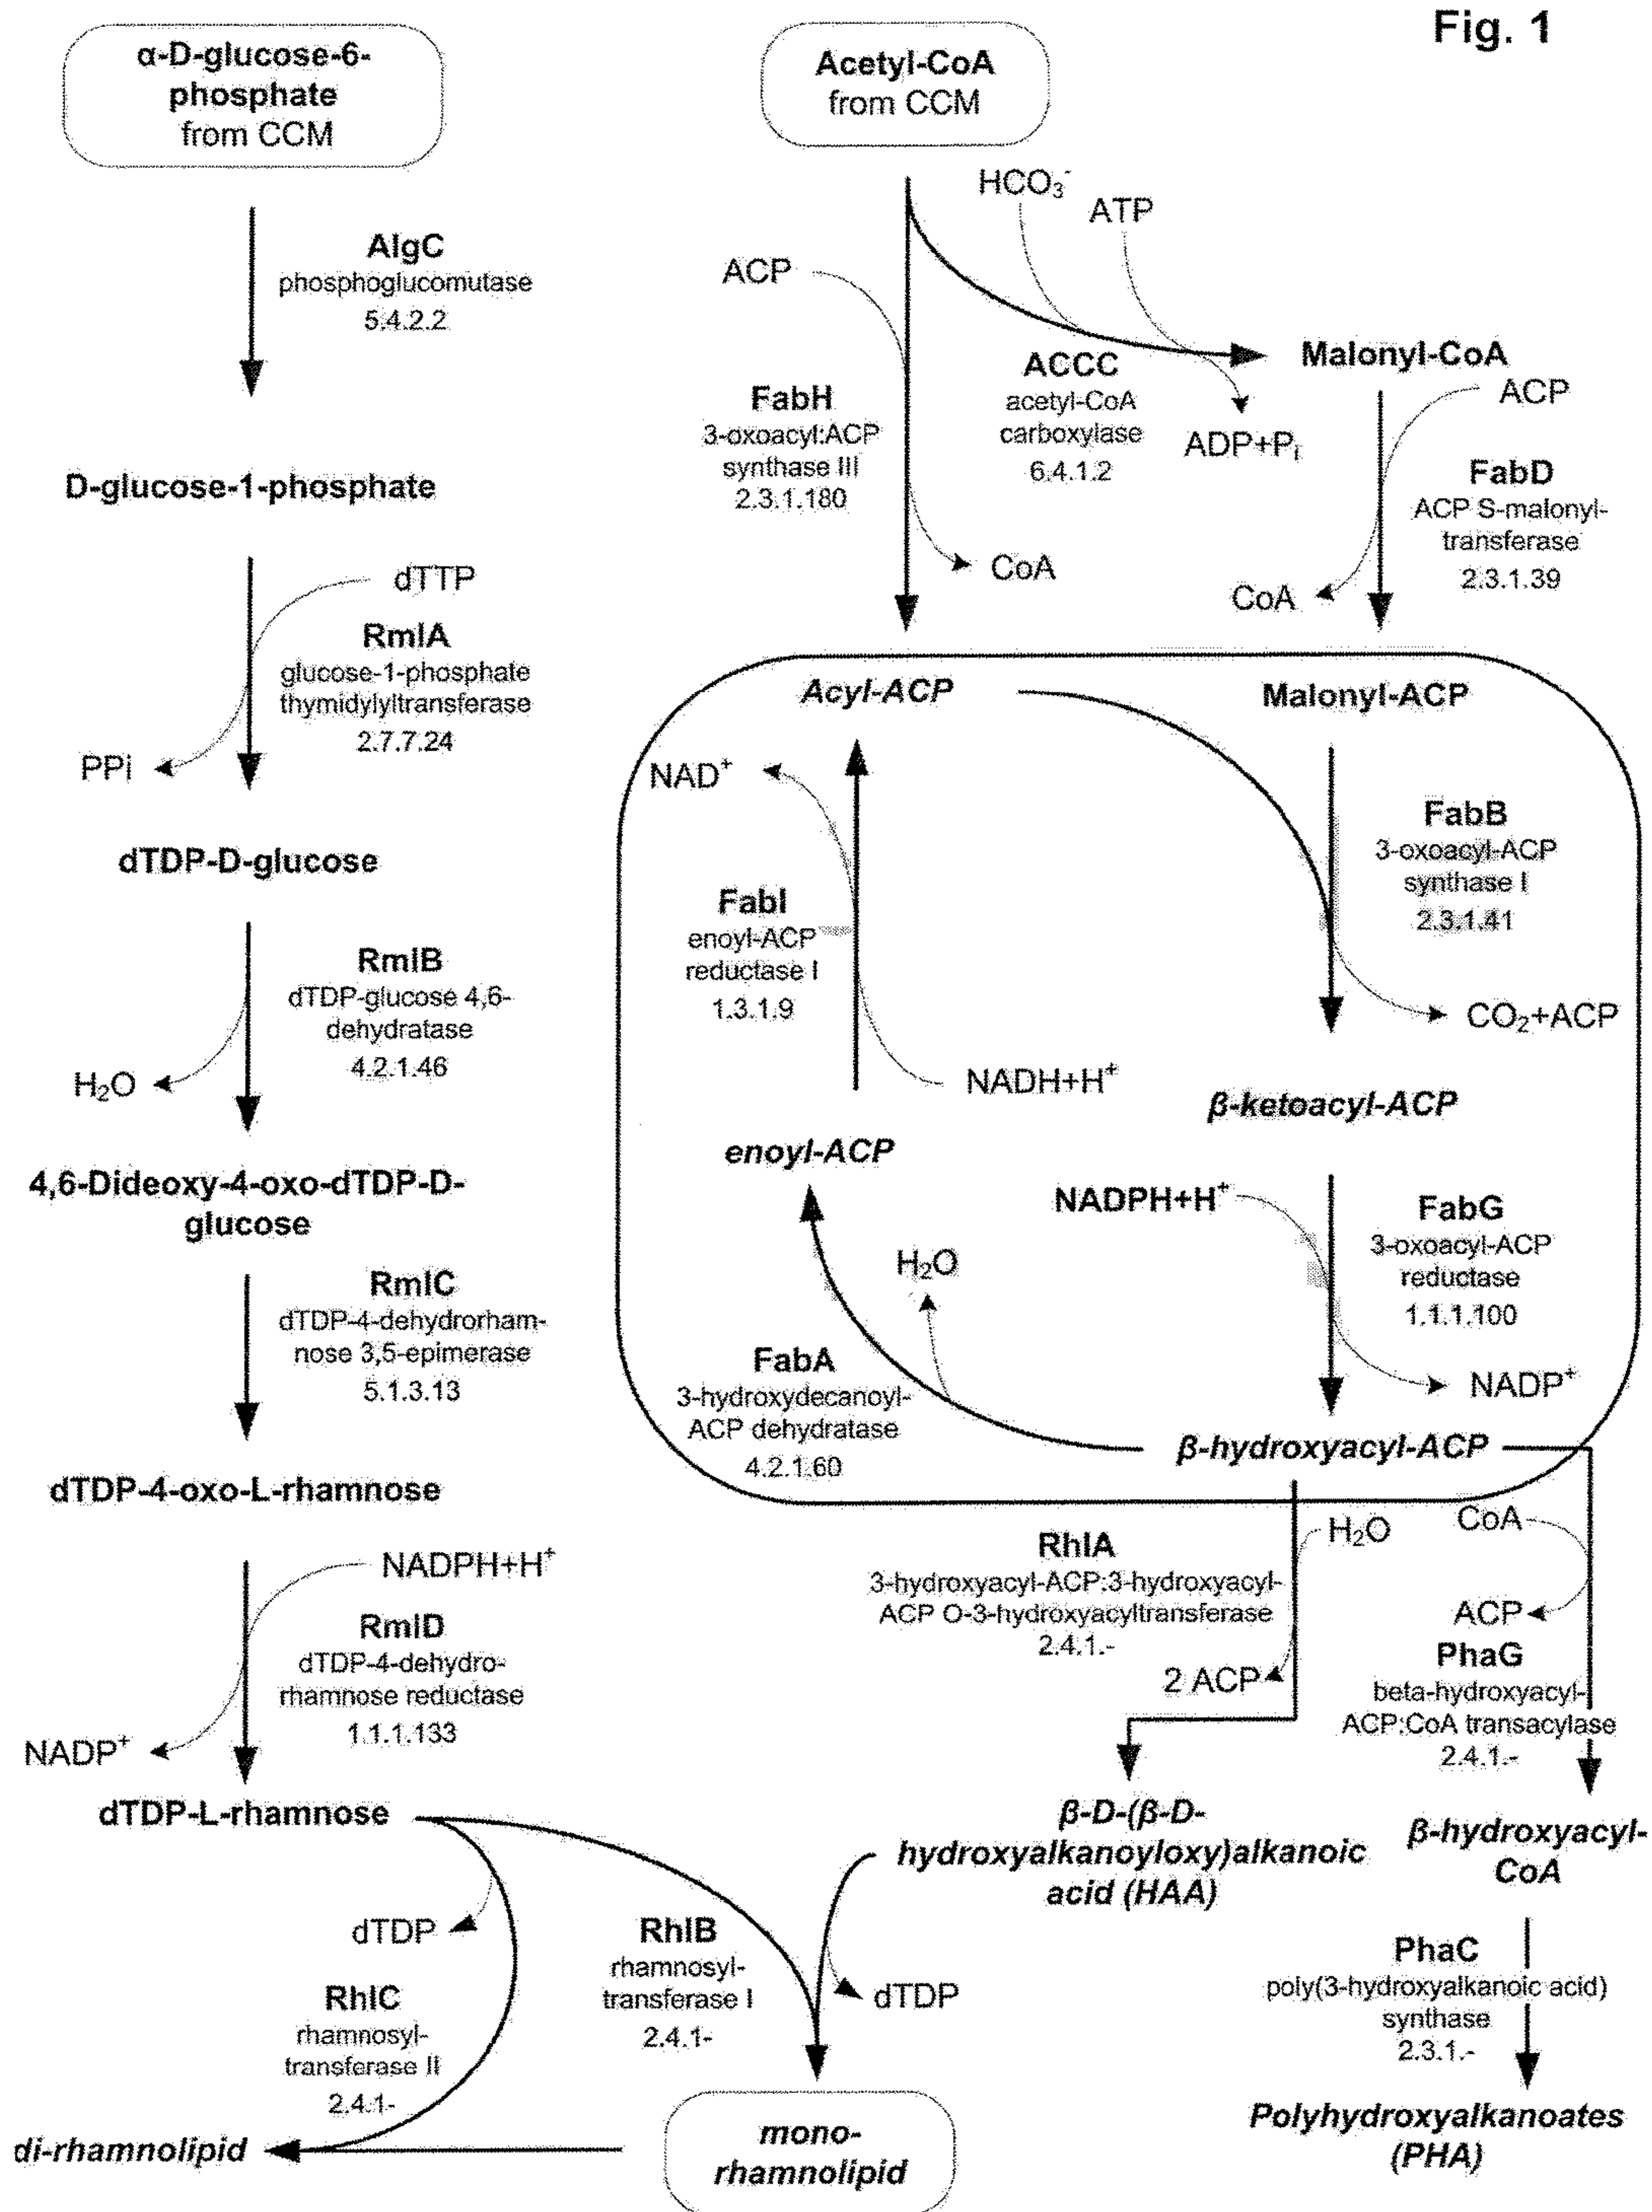 Fig. 1
α-D-glucose-6-
phosphate
from CCM
AlgC
phosphoglucomutase
5.4.2.2
D-glucose-1-phosphate
dTTP
RmlA
glucose-1-phosphate
thymidylyltransferase
2.7.7.24
PPi
dTDP-D-glucose
RmlB
dTDP-glucose 4,6-
dehydratase
4.2.1.46
H₂O
4,6-Dideoxy-4-oxo-dTDP-D-
glucose
RmlC
dTDP-4-dehydrorham-
nose 3,5-epimerase
5.1.3.13
dTDP-4-oxo-L-rhamnose
NADPH+H⁺
RmlD
dTDP-4-dehydro-
rhamnose reductase
1.1.1.133
NADP⁺
dTDP-L-rhamnose
dTDP
RhlC
rhamnosyl-
transferase II
2.4.1-
di-rhamnolipid
Acetyl-CoA
from CCM
HCO₃⁻
ATP
ACP
FabH
3-oxoacyl:ACP
synthase III
2.3.1.180
CoA
ACCC
acetyl-CoA
carboxylase
6.4.1.2
ADP+Pᵢ
Malonyl-CoA
ACP
FabD
ACP S-malonyl-
transferase
2.3.1.39
CoA
Acyl-ACP
Malonyl-ACP
NAD⁺
FabI
enoyl-ACP
reductase I
1.3.1.9
NADH+H⁺
FabB
3-oxoacyl-ACP
synthase I
2.3.1.41
CO₂+ACP
β-ketoacyl-ACP
enoyl-ACP
NADPH+H⁺
FabG
3-oxoacyl-ACP
reductase
1.1.1.100
NADP⁺
H₂O
FabA
3-hydroxydecanoyl-
ACP dehydratase
4.2.1.60
β-hydroxyacyl-ACP
RhlA
3-hydroxyacyl-ACP:3-hydroxyacyl-
ACP O-3-hydroxyacyltransferase
2.4.1.-
H₂O
2 ACP
CoA
ACP
PhaG
beta-hydroxyacyl-
ACP:CoA transacylase
2.4.1.-
β-D-(β-D-
hydroxyalkanoyloxy)alkanoic
acid (HAA)
β-hydroxyacyl-
CoA
RhlB
rhamnosyl-
transferase I
2.4.1-
dTDP
PhaC
poly(3-hydroxyalkanoic acid)
synthase
2.3.1.-
mono-
rhamnolipid
Polyhydroxyalkanoates
(PHA)